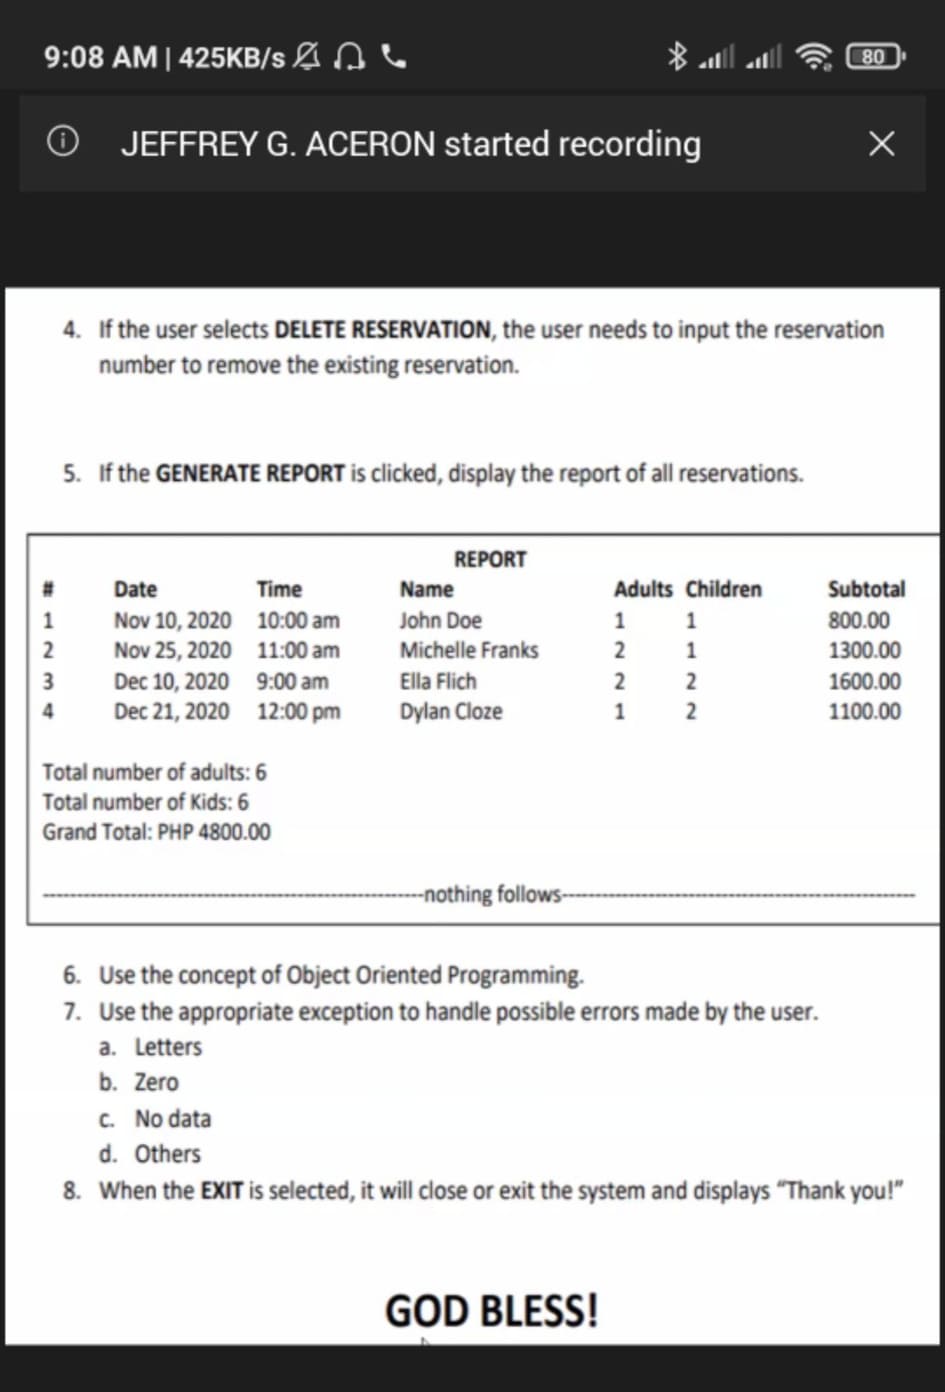 9:08 AM | 425KB/s 80
JEFFREY G. ACERON started recording
4. If the user selects DELETE RESERVATION, the user needs to input the reservation
number to remove the existing reservation.
5. If the GENERATE REPORT is clicked, display the report of all reservations.
REPORT
# Date Time Name Adults Children Subtotal
1 Nov 10, 2020 10:00 am John Doe 1 1 800.00
2 Nov 25, 2020 11:00 am Michelle Franks 2 1 1300.00
3 Dec 10, 2020 9:00 am Ella Flich 2 2 1600.00
4 Dec 21, 2020 12:00 pm Dylan Cloze 1 2 1100.00
Total number of adults: 6
Total number of Kids: 6
Grand Total: PHP 4800.00
-nothing follows-
6. Use the concept of Object Oriented Programming.
7. Use the appropriate exception to handle possible errors made by the user.
a. Letters
b. Zero
c. No data
d. Others
8. When the EXIT is selected, it will close or exit the system and displays “Thank you!”
GOD BLESS!